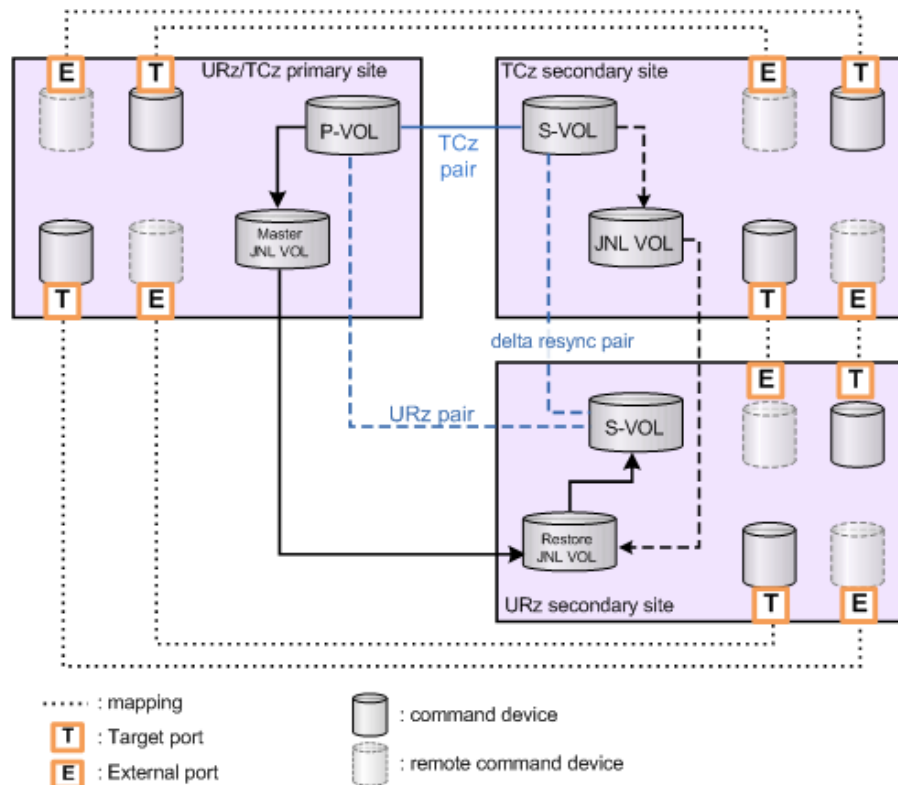 E
T
URz/TCz primary site
TCz secondary site
E
T
P-VOL
S-VOL
TCz
pair
Master
JNL VOL
JNL VOL
T
E
T
E
delta resync pair
E
T
URz pair
S-VOL
Restore
JNL VOL
URz secondary site
T
E
: mapping
T : Target port
E : External port
: command device
: remote command device